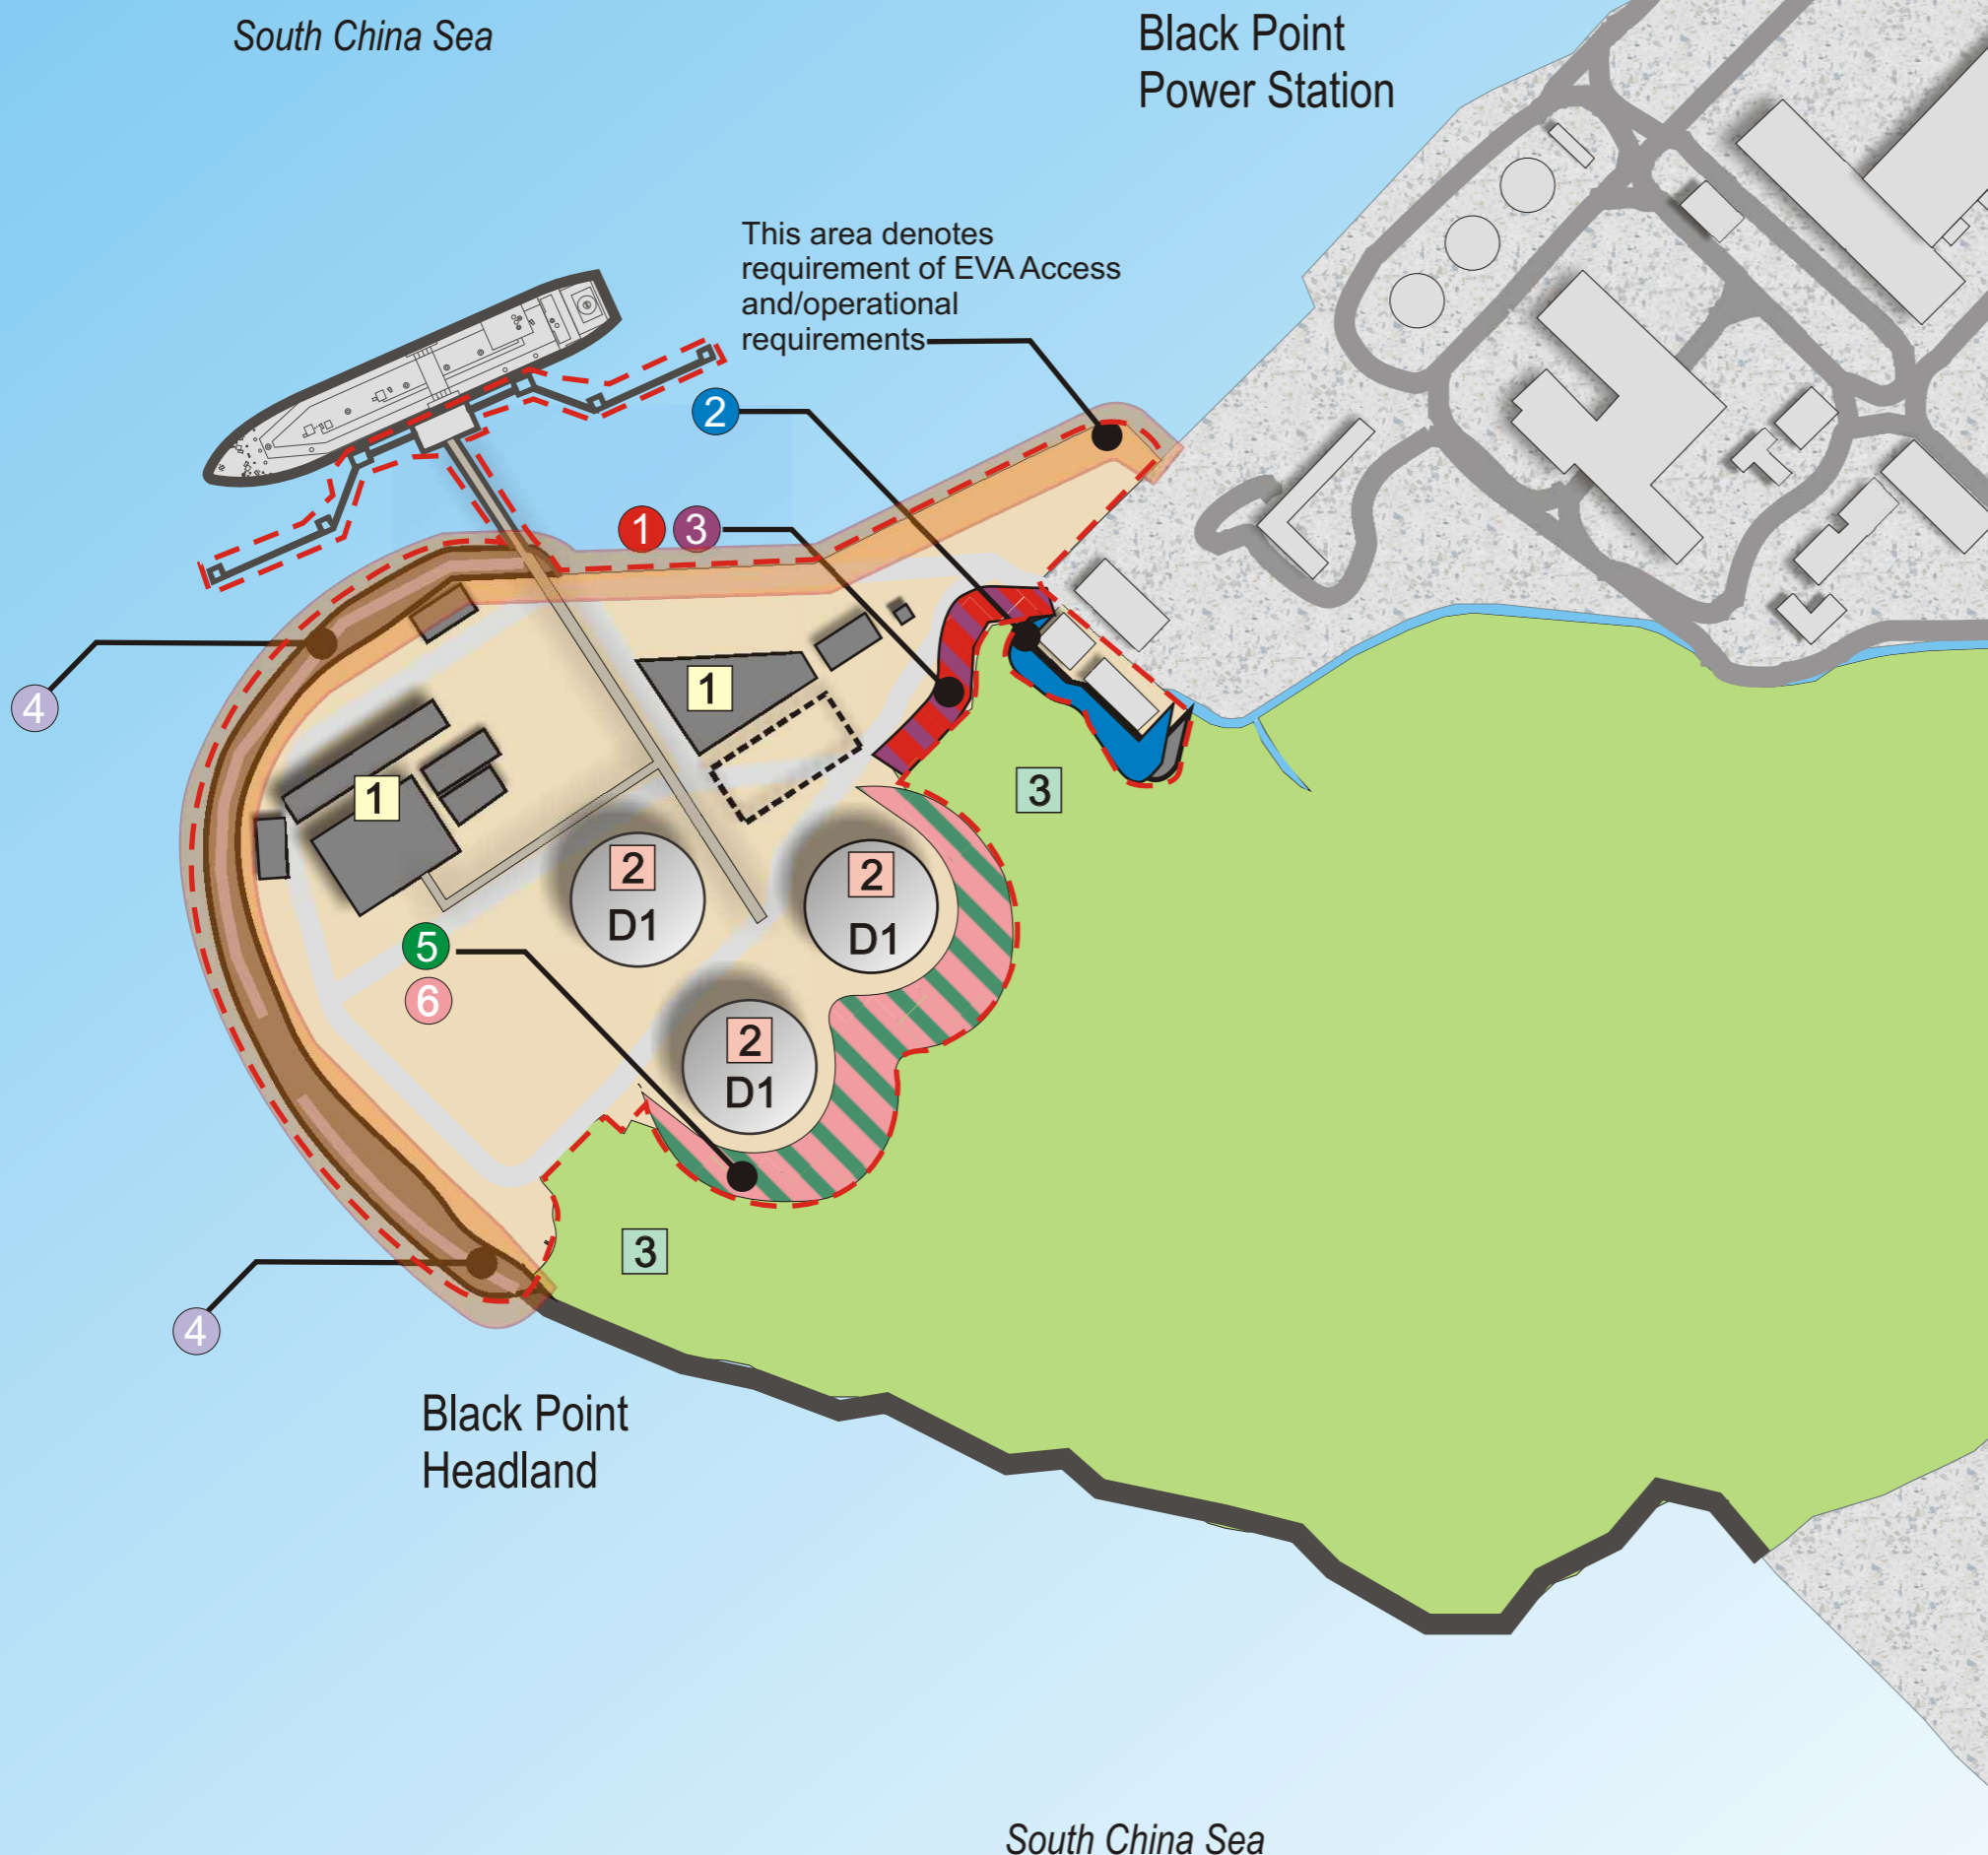 South China Sea
Black Point
Power Station
This area denotes
requirement of EVA Access
and/operational
requirements
2
1 3
4
1
1
3
2
D1
2
D1
5
6
2
D1
3
4
Black Point
Headland
South China Sea